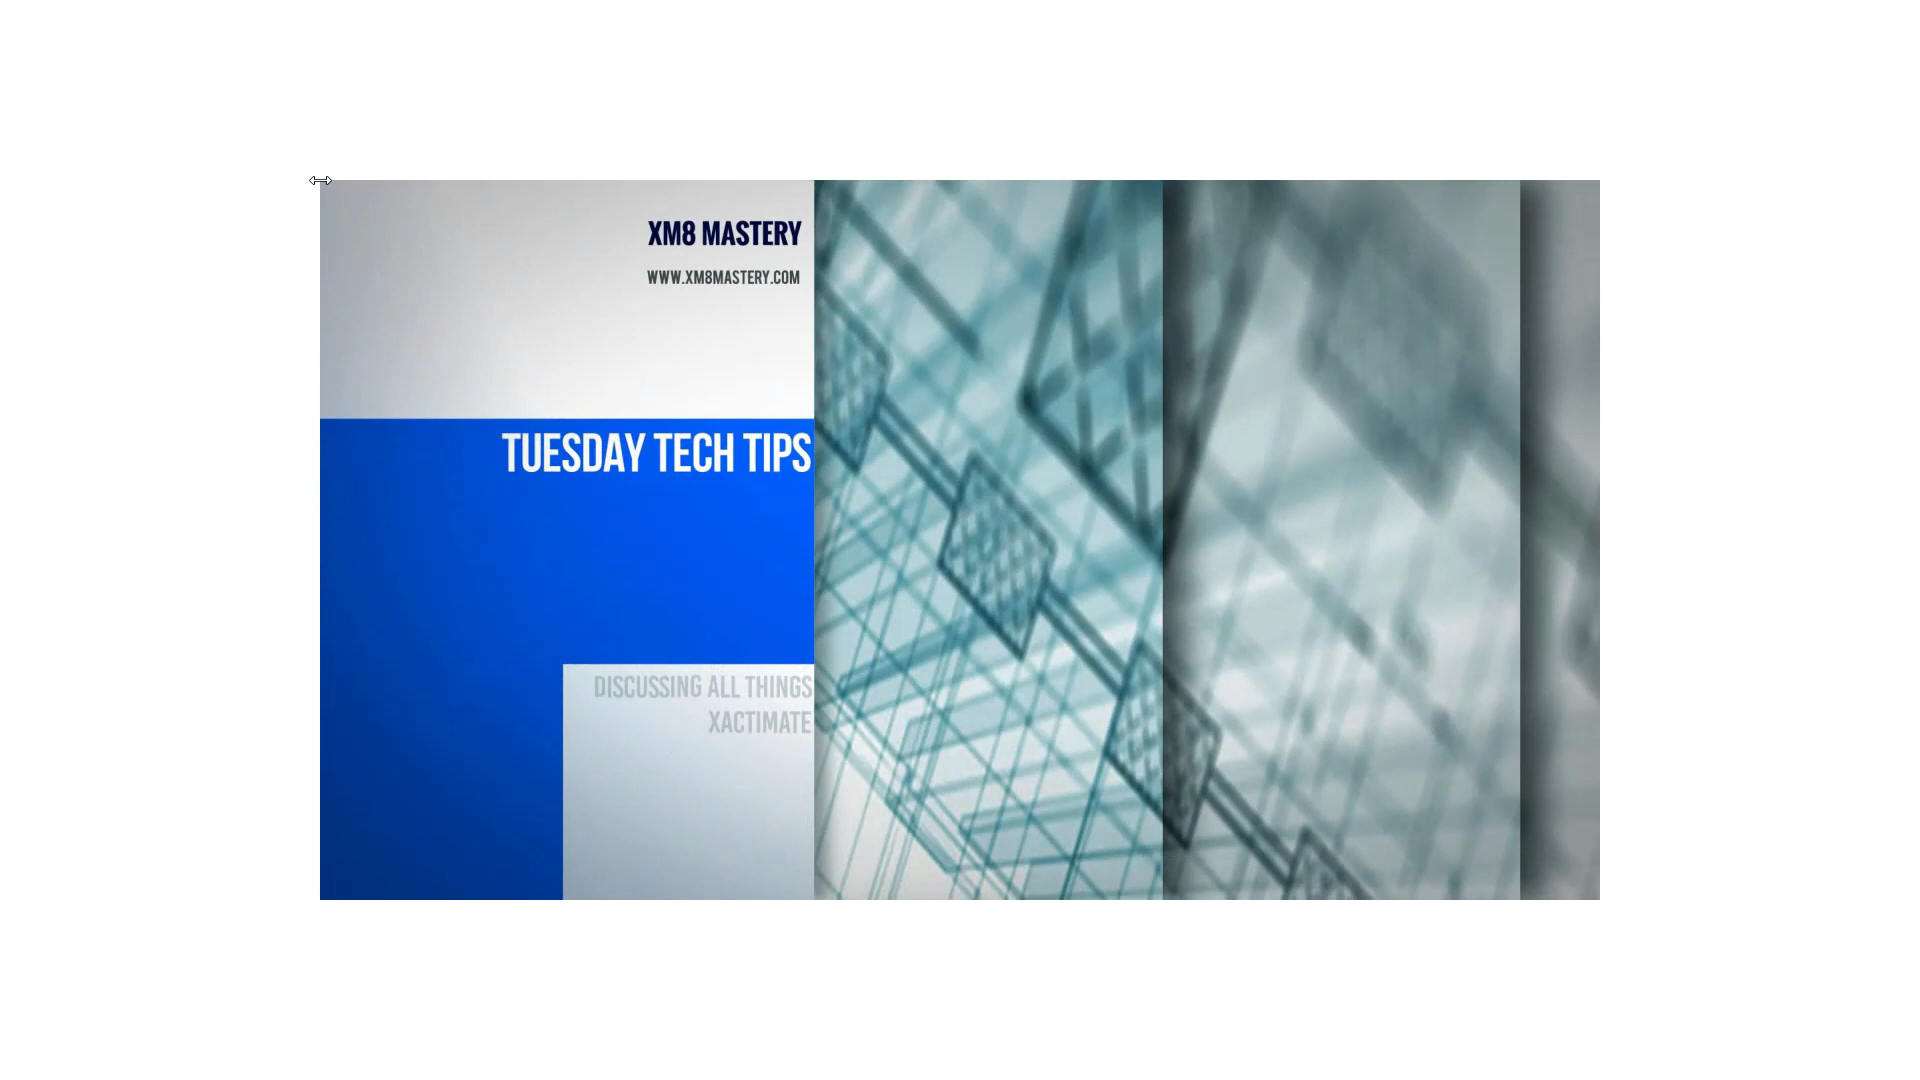 XM8 MASTERY
WWW.XM8MASTERY.COM
TUESDAY TECH TIPS
DISCUSSING ALL THINGS
XACTIMATE